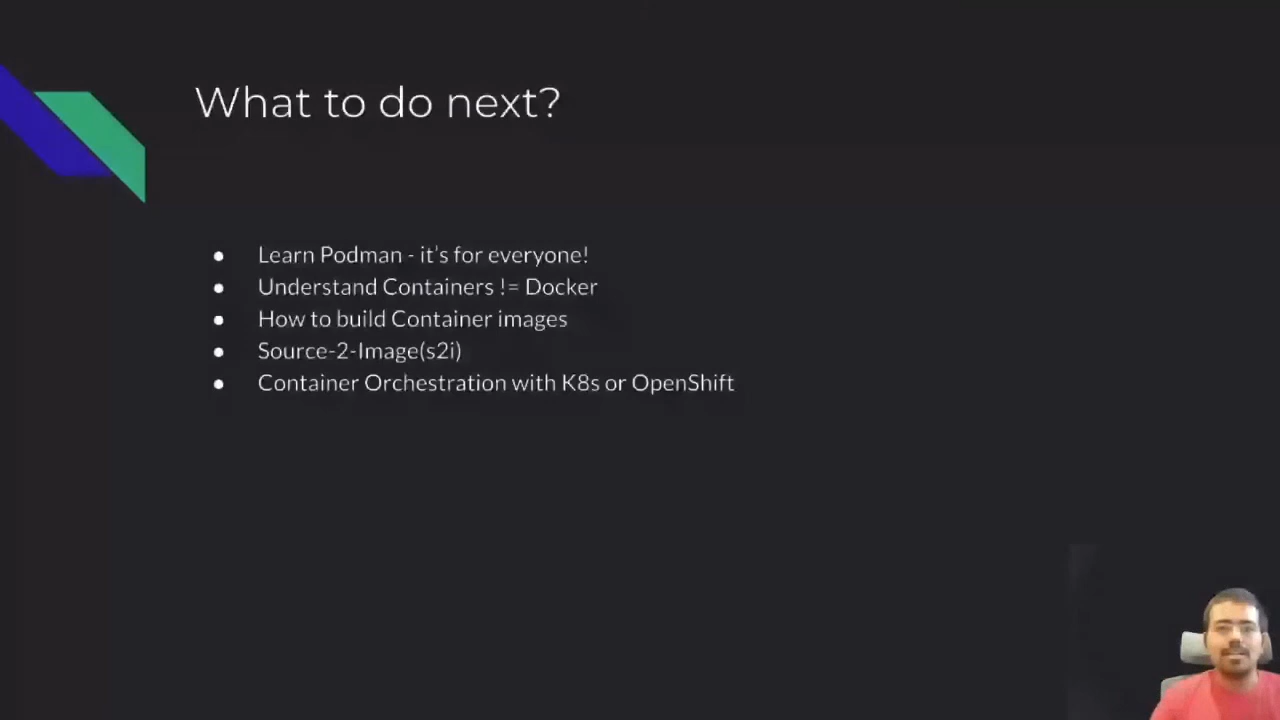 What to do next?
● Learn Podman - it's for everyone!
● Understand Containers != Docker
● How to build Container images
● Source-2-Image(s2i)
● Container Orchestration with K8s or OpenShift